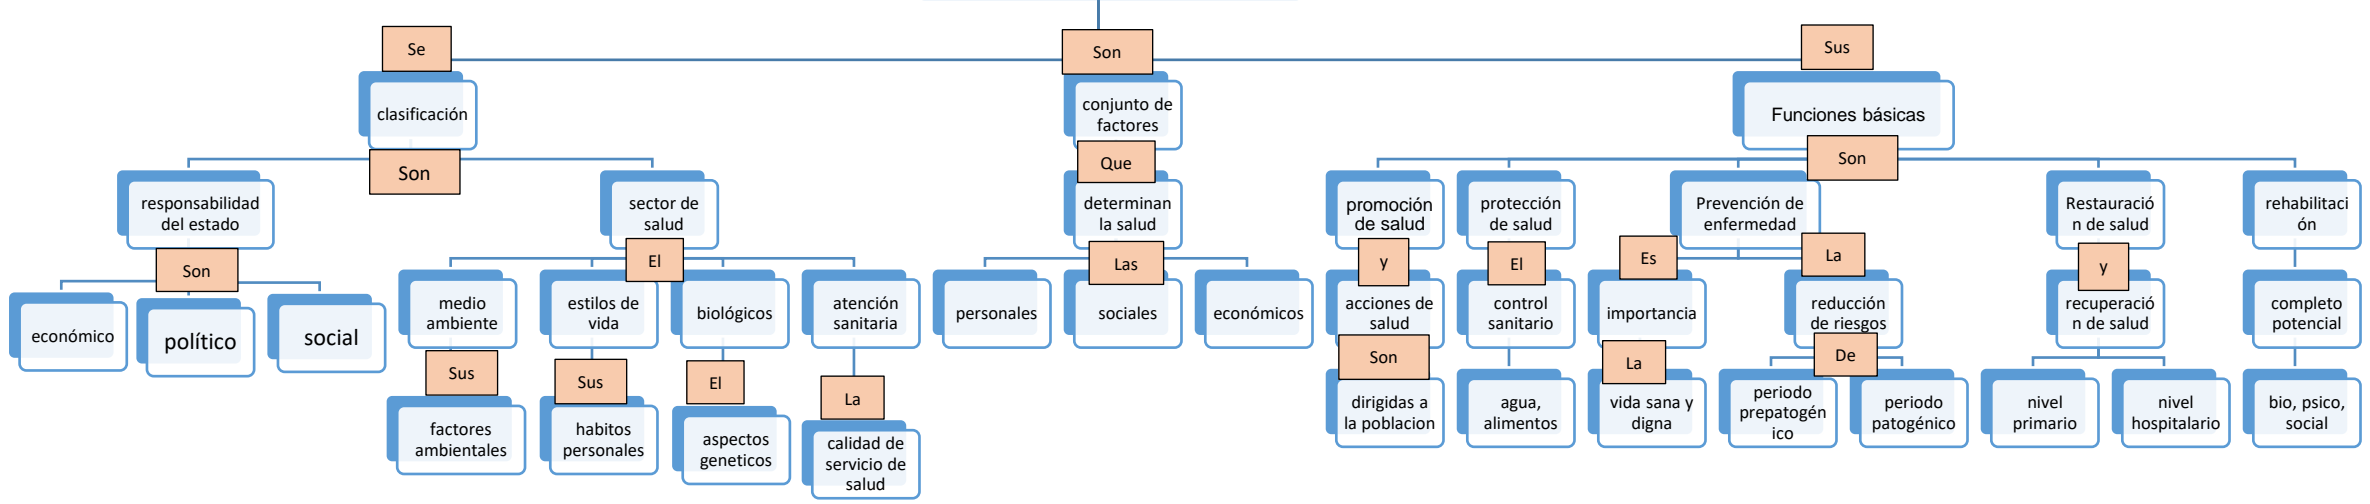 Se
Son
Sus
clasificación
conjunto de
factores
Funciones básicas
Son
Que
Son
responsabilidad
del estado
sector de
salud
determinan
la salud
promoción
de salud
protección
de salud
Prevención de
enfermedad
Restauració
n de salud
rehabilitaci
ón
Son
El
Las
y
El
Es
La
y
económico
político
social
medio
ambiente
estilos de
vida
biológicos
atención
sanitaria
personales
sociales
económicos
acciones de
salud
control
sanitario
importancia
reducción
de riesgos
recuperació
n de salud
completo
potencial
Sus
Sus
El
La
Son
La
De
factores
ambientales
habitos
personales
aspectos
geneticos
calidad de
servicio de
salud
dirigidas a
la poblacion
agua,
alimentos
vida sana y
digna
periodo
prepatogén
ico
periodo
patogénico
nivel
primario
nivel
hospitalario
bio, psico,
social